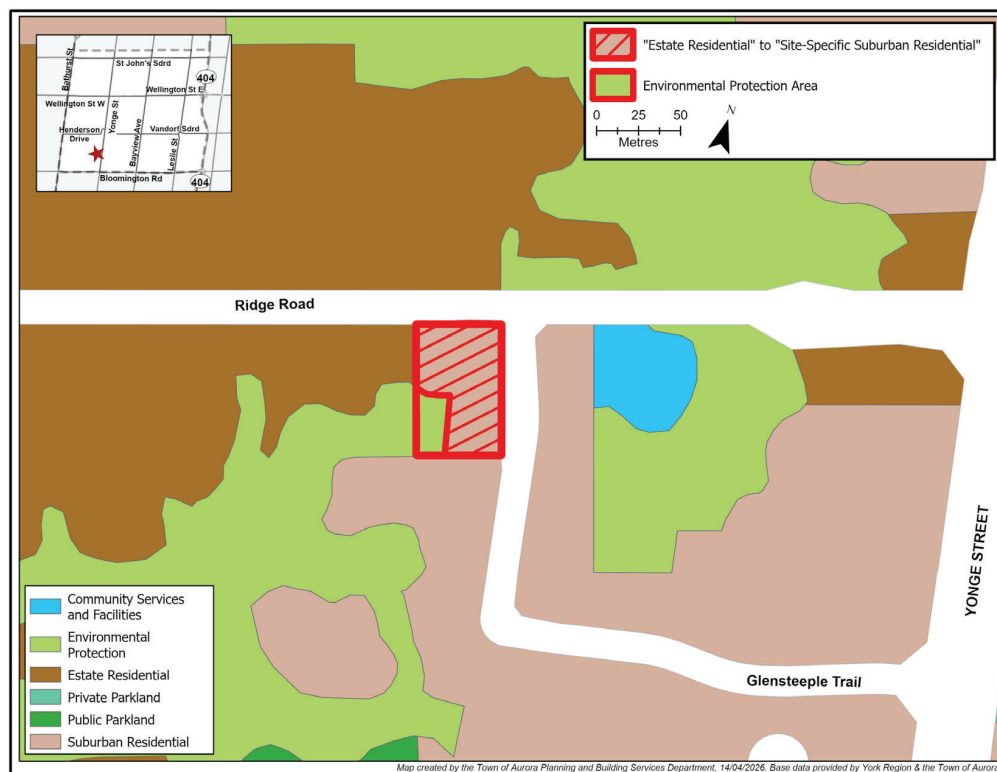 Bathurst St
St John's Sdrd
404
Wellington St E
Wellington St W
Yonge St
Henderson
Drive
Vandorf Sdrd
Bayview Ave
Leslie St
Bloomington Rd
404
"Estate Residential" to "Site-Specific Suburban Residential"
Environmental Protection Area
0 25 50
Metres
N
Ridge Road
YONGE STREET
Glensteeple Trail
Community Services
and Facilities
Environmental
Protection
Estate Residential
Private Parkland
Public Parkland
Suburban Residential
Map created by the Town of Aurora Planning and Building Services Department, 14/04/2026. Base data provided by York Region & the Town of Aurora